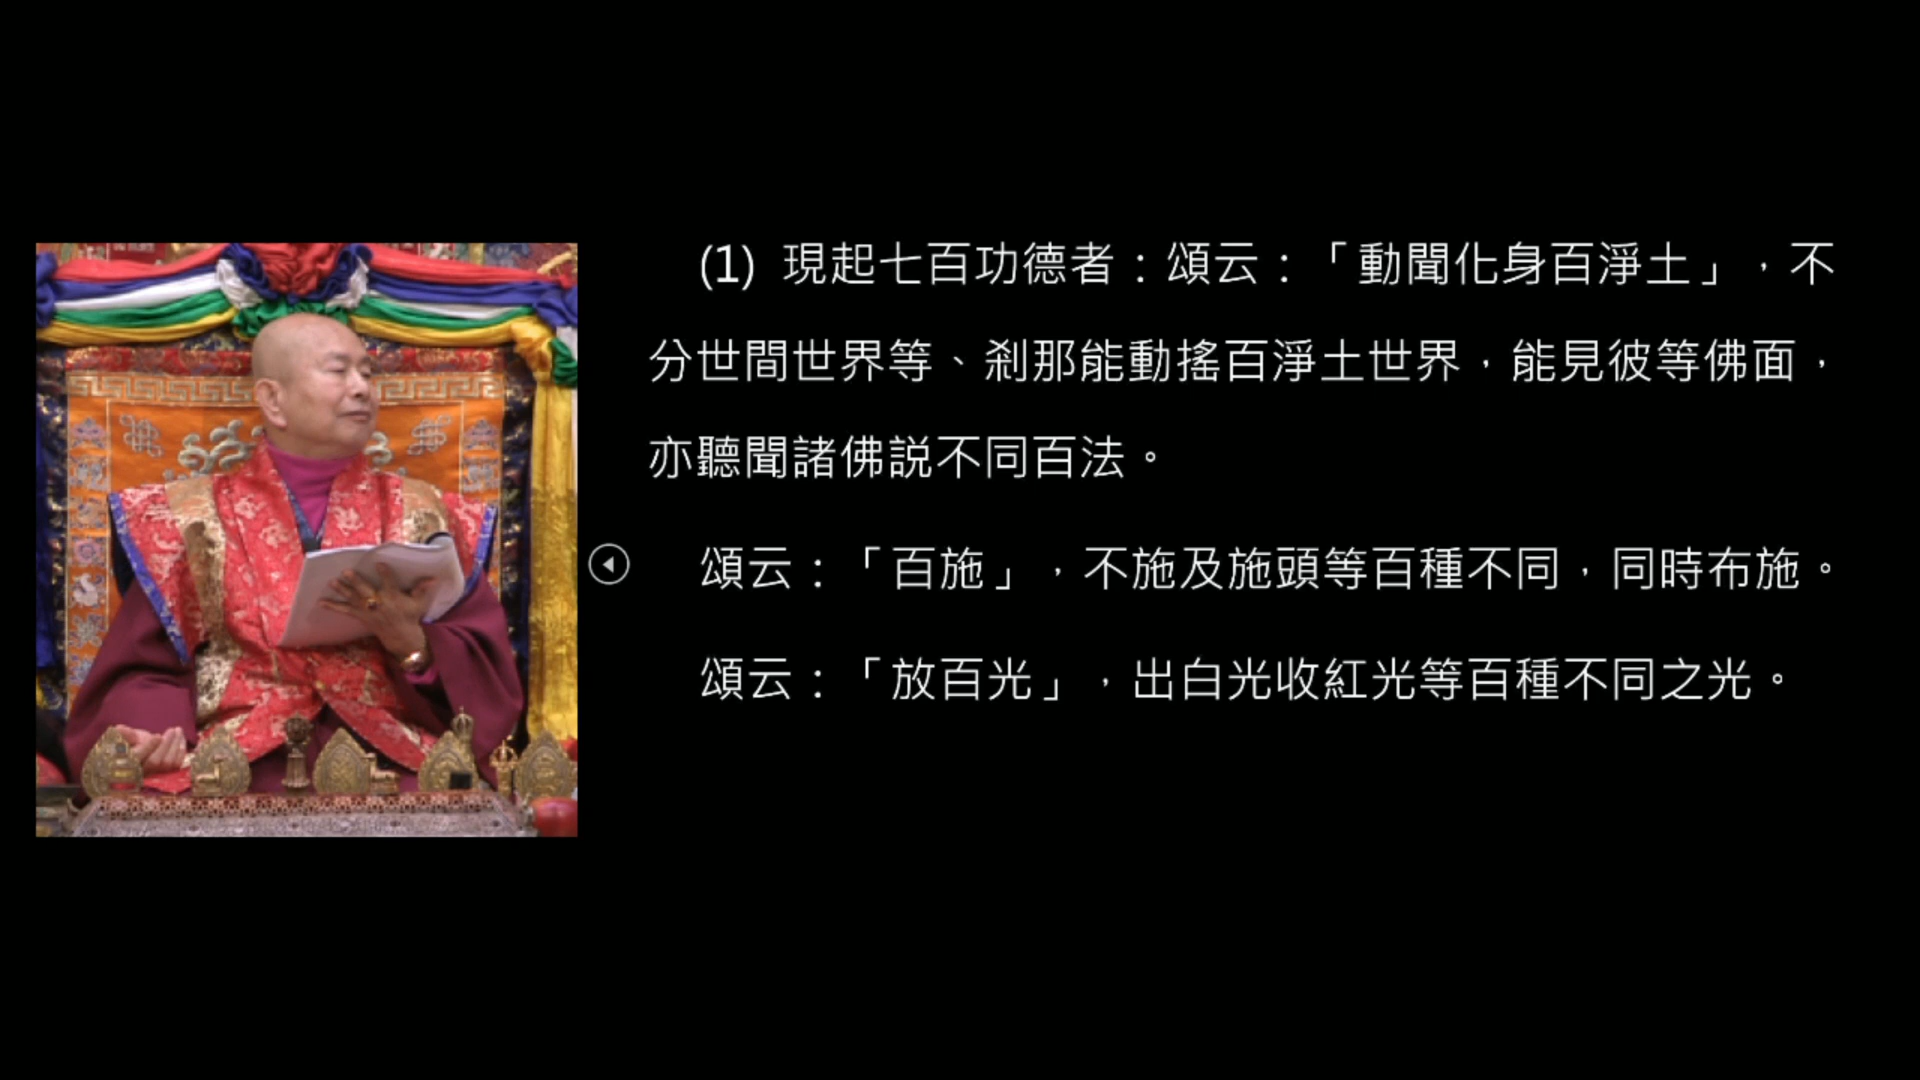 (1) 現起七百功德者：頌云：「動聞化身百淨土」，不
分世間世界等、剎那能動搖百淨土世界，能見彼等佛面，
亦聽聞諸佛説不同百法。
頌云：「百施」，不施及施頭等百種不同，同時布施。
頌云：「放百光」，出白光收紅光等百種不同之光。